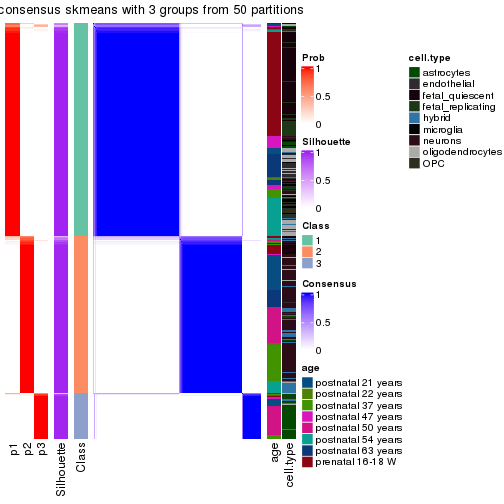 consensus skmeans with 3 groups from 50 partitions
Prob
1
0.5
0
Silhouette
1
0.5
0
Class
1
2
3
Consensus
1
0.5
0
age
postnatal 21 years
postnatal 22 years
postnatal 37 years
postnatal 47 years
postnatal 50 years
postnatal 54 years
postnatal 63 years
prenatal 16-18 W
cell.type
astrocytes
endothelial
fetal_quiescent
fetal_replicating
hybrid
microglia
neurons
oligodendrocytes
OPC
p1
p2
p3
Silhouette
Class
age
cell.type